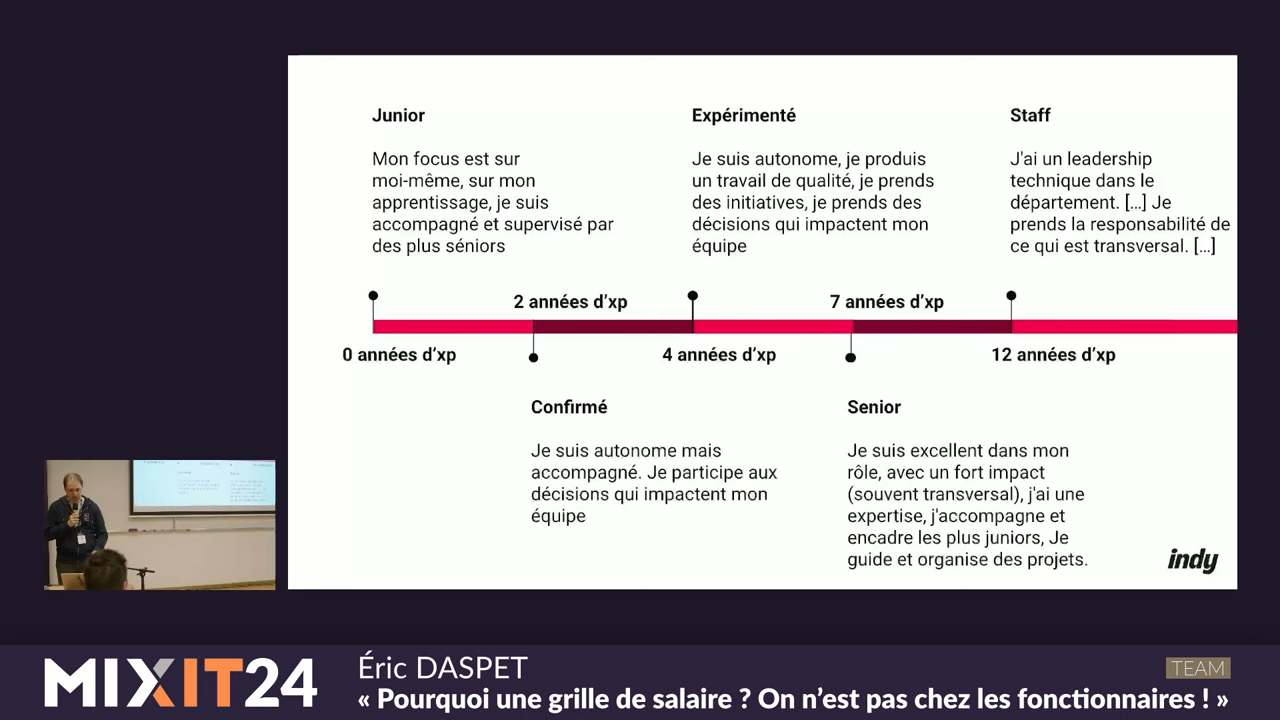 Junior
Mon focus est sur
moi-même, sur mon
apprentissage, je suis
accompagné et supervisé par
des plus séniors
Expérimenté
Je suis autonome, je produis
un travail de qualité, je prends
des initiatives, je prends des
décisions qui impactent mon
équipe
Staff
J'ai un leadership
technique dans le
département. [...] Je
prends la responsabilité de
ce qui est transversal. [...]
2 années d'xp
7 années d'xp
0 années d'xp
4 années d'xp
12 années d'xp
Confirmé
Je suis autonome mais
accompagné. Je participe aux
décisions qui impactent mon
équipe
Senior
Je suis excellent dans mon
rôle, avec un fort impact
(souvent transversal), j'ai une
expertise, j'accompagne et
encadre les plus juniors, Je
guide et organise des projets.
indy
MIXIT24
Éric DASPET
TEAM
« Pourquoi une grille de salaire ? On n'est pas chez les fonctionnaires ! »